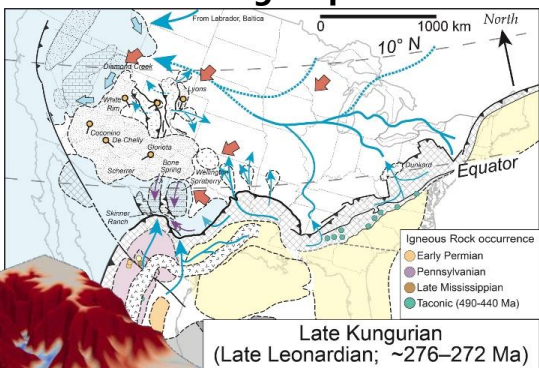 From Labrador, Baltica
0 1000 km
North
10° N
Diamond Creek
White
Rim
Lyons
Coconino
De Chelly
Glorieta
Scherrer
Bone
Spring
Wellington
Spraberry
Dunkard
Equator
Skinner
Ranch
Igneous Rock occurrence
Early Permian
Pennsylvanian
Late Mississippian
Taconic (490-440 Ma)
Late Kungurian
(Late Leonardian; ~276–272 Ma)